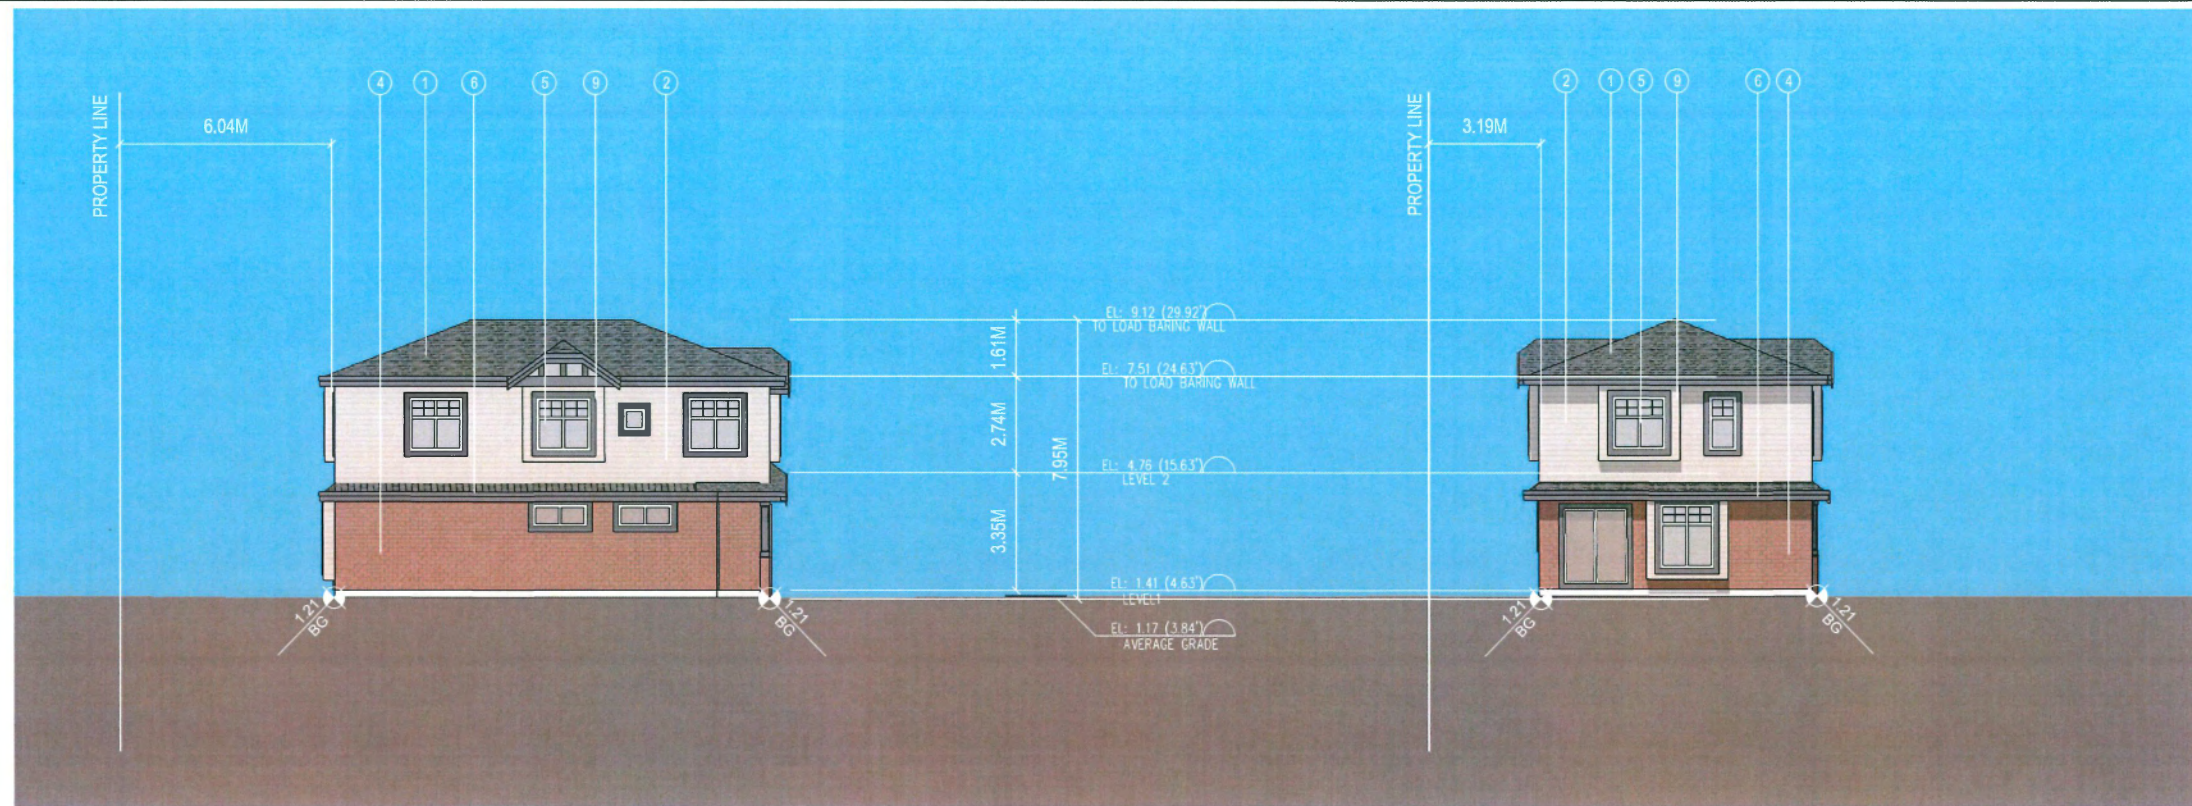 4 1 6 5 9 2
PROPERTY LINE
6.04M
2 1 5 9 6 4
PROPERTY LINE
3.19M
EL: 9.12 (29.92')
TO LOAD BARING WALL
1.61M
EL: 7.51 (24.63')
TO LOAD BARING WALL
2.74M
7.95M
EL: 4.76 (15.63')
LEVEL 2
3.35M
EL: 1.41 (4.63')
LEVEL1
EL: 1.17 (3.84')
AVERAGE GRADE
1.21
BG
1.21
BG
1.21
BG
1.21
BG